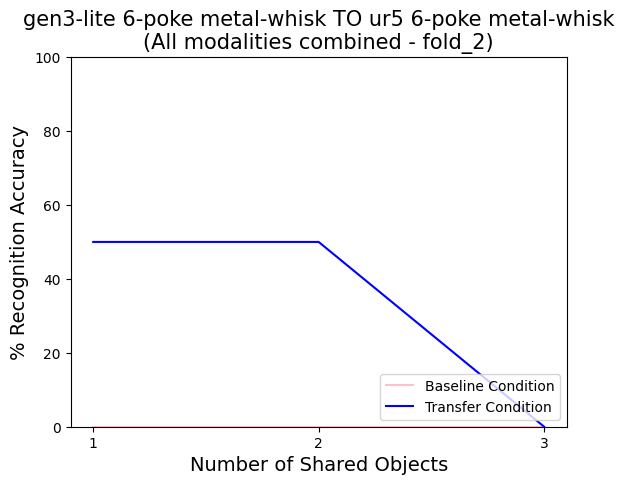 gen3-lite 6-poke metal-whisk TO ur5 6-poke metal-whisk
(All modalities combined - fold_2)
% Recognition Accuracy
100
80
60
40
20
0
Baseline Condition
Transfer Condition
1 2 3
Number of Shared Objects